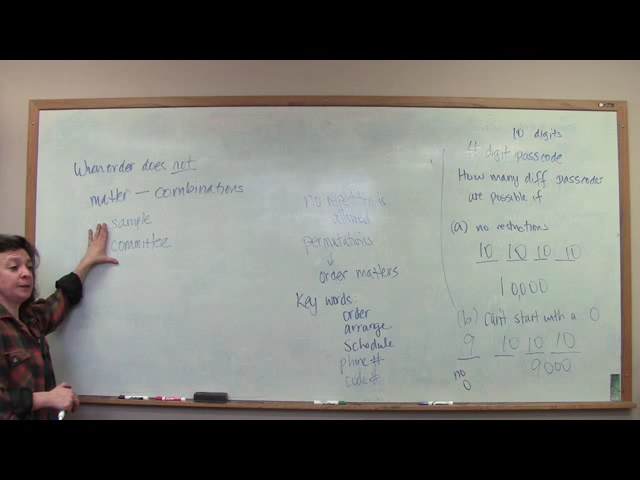 When order does not
matter — combinations
sample
committee
no repetition is
allowed
permutations
↓
order matters
Key words:
order
arrange
schedule
phone #
code #
10 digits
4 digit passcode
How many diff passcodes
are possible if
(a) no restrictions
10 10 10 10
10,000
(b) Can't start with a 0
9 10 10 10
9000
no
0